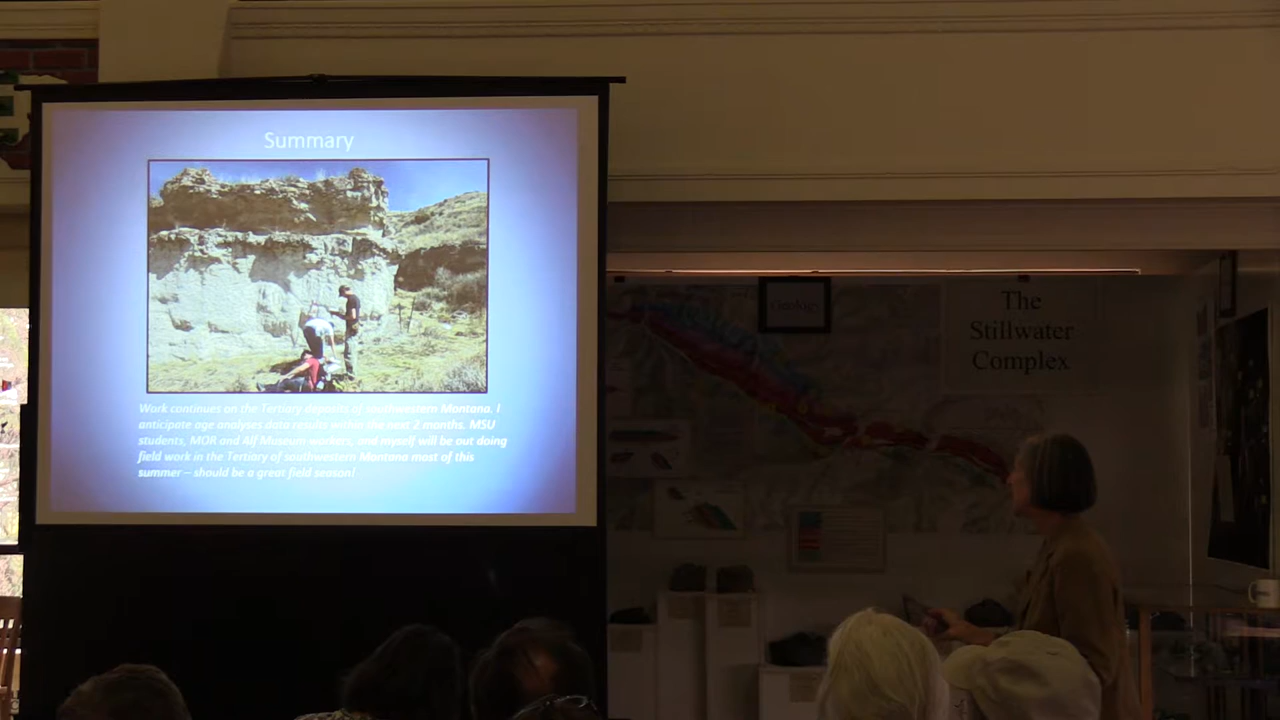 Summary
Work continues on the Tertiary deposits of southwestern Montana. I
anticipate age analyses data results within the next 2 months. MSU
students, MOR and Alf Museum workers, and myself will be out doing
field work in the Tertiary of southwestern Montana most of this
summer – should be a great field season!
Geology
The
Stillwater
Complex